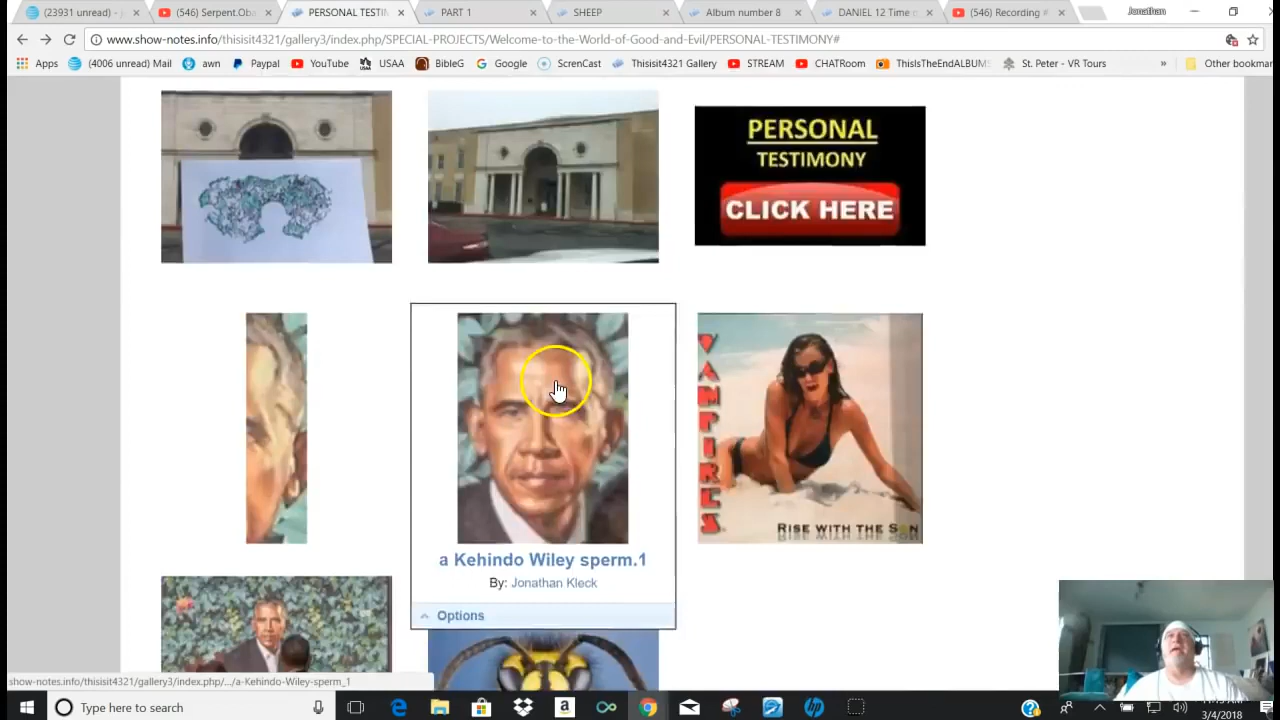 (23931 unread) -
(546) Serpent.Oba
PERSONAL TESTI
PART 1
SHEEP
Album number 8
DANIEL 12 Time
(546) Recording
Jonathan
www.show-notes.info/thisisit4321/gallery3/index.php/SPECIAL-PROJECTS/Welcome-to-the-World-of-Good-and-Evil/PERSONAL-TESTIMONY#
Apps
(4006 unread) Mail
awn
Paypal
YouTube
USAA
BibleG
Google
ScrenCast
Thisisit4321 Gallery
STREAM
CHATRoom
ThisIsTheEndALBUMS
St. Peter - VR Tours
»
Other bookmar
PERSONAL
TESTIMONY
CLICK HERE
VAMPIRLS
RISE WITH THE SON
a Kehindo Wiley sperm.1
By: Jonathan Kleck
Options
show-notes.info/thisisit4321/gallery3/index.php/.../a-Kehindo-Wiley-sperm_1
Type here to search
3/4/2018